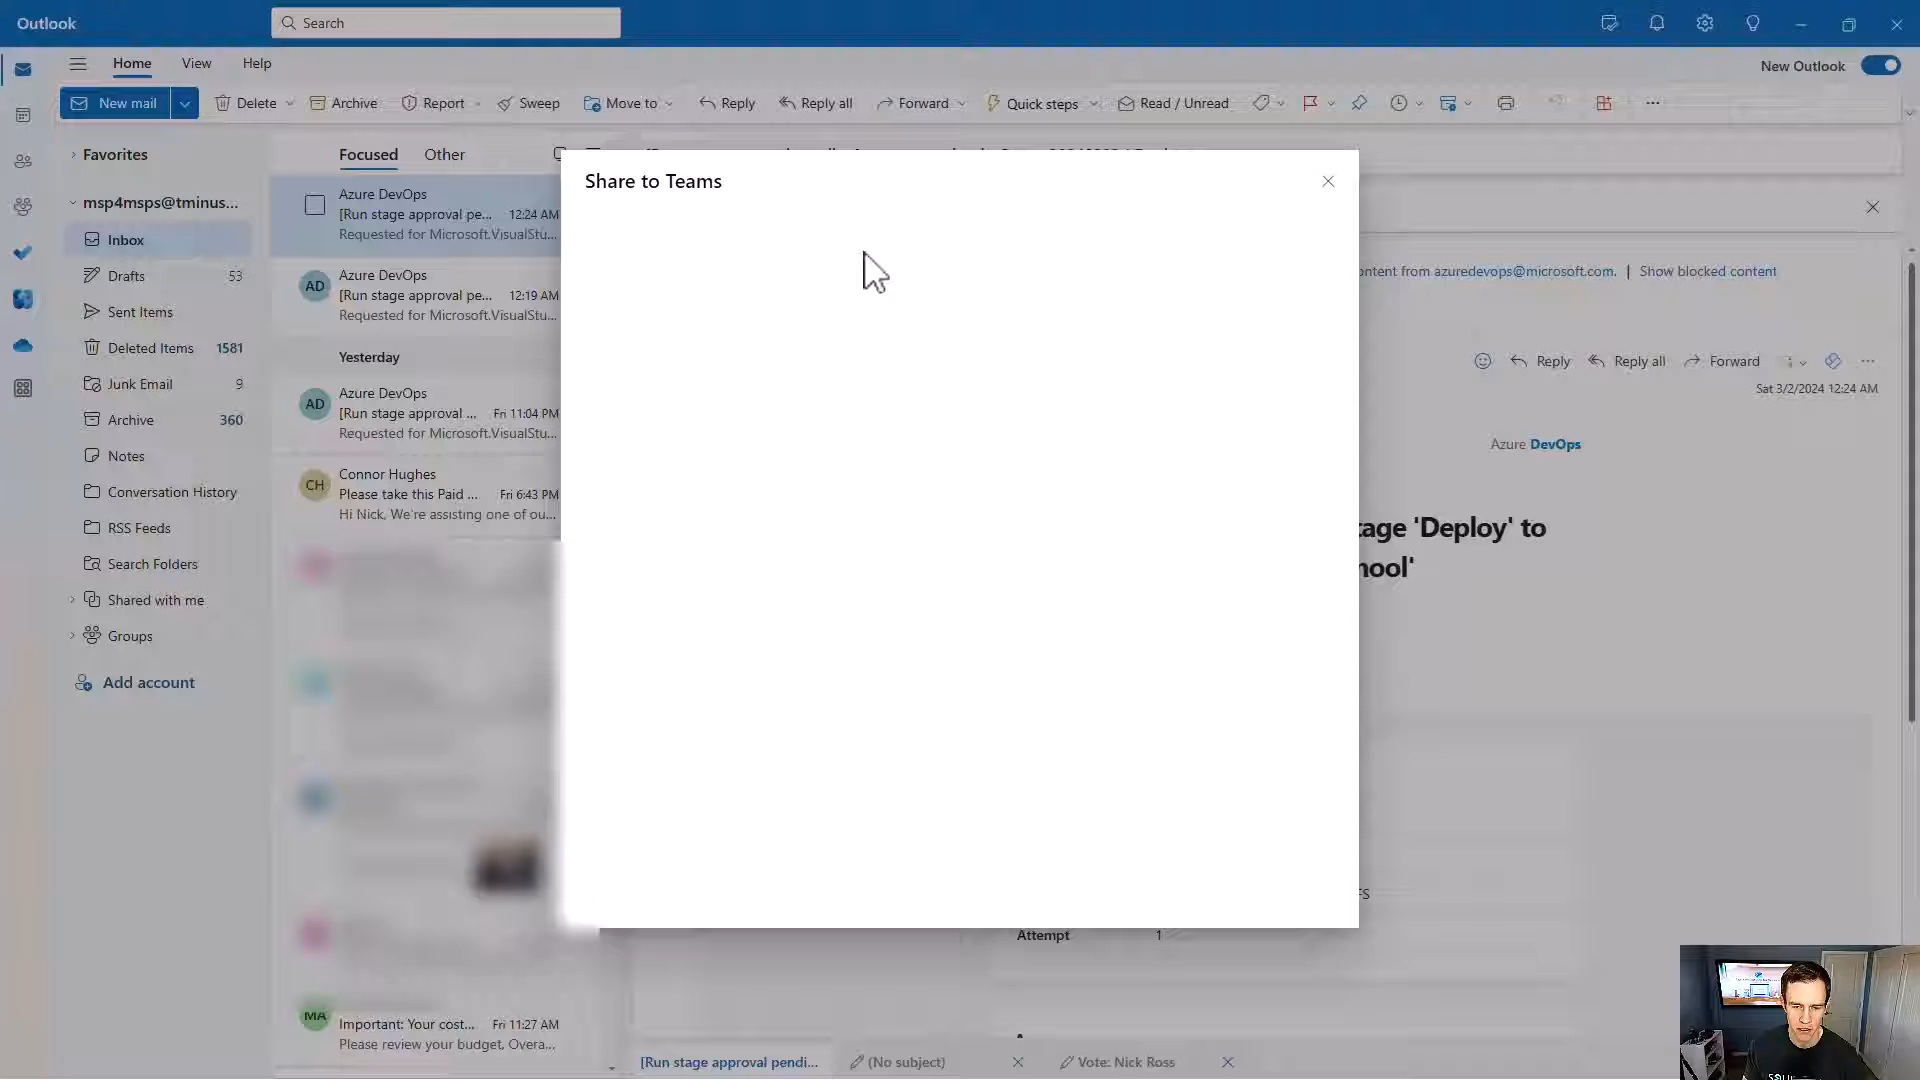 Outlook
Search
Home
View
Help
New Outlook
New mail
Delete
Archive
Report
Sweep
Move to
Reply
Reply all
Forward
Quick steps
Read / Unread
Favorites
msp4msps@tminus...
Inbox
Drafts 53
Sent Items
Deleted Items 1581
Junk Email 9
Archive 360
Notes
Conversation History
RSS Feeds
Search Folders
Shared with me
Groups
Add account
Focused
Other
Azure DevOps
[Run stage approval pe... 12:24 AM
Requested for Microsoft.VisualStu...
AD
Azure DevOps
[Run stage approval pe... 12:19 AM
Requested for Microsoft.VisualStu...
Yesterday
AD
Azure DevOps
[Run stage approval ... Fri 11:04 PM
Requested for Microsoft.VisualStu...
CH
Connor Hughes
Please take this Paid ... Fri 6:43 PM
Hi Nick, We're assisting one of ou...
MA
Important: Your cost... Fri 11:27 AM
Please review your budget, Overa...
Share to Teams
from azuredevops@microsoft.com. | Show blocked content
Reply
Reply all
Forward
Sat 3/2/2024 12:24 AM
Azure DevOps
'Deploy' to
Attempt 1
[Run stage approval pendi...
(No subject)
Vote: Nick Ross